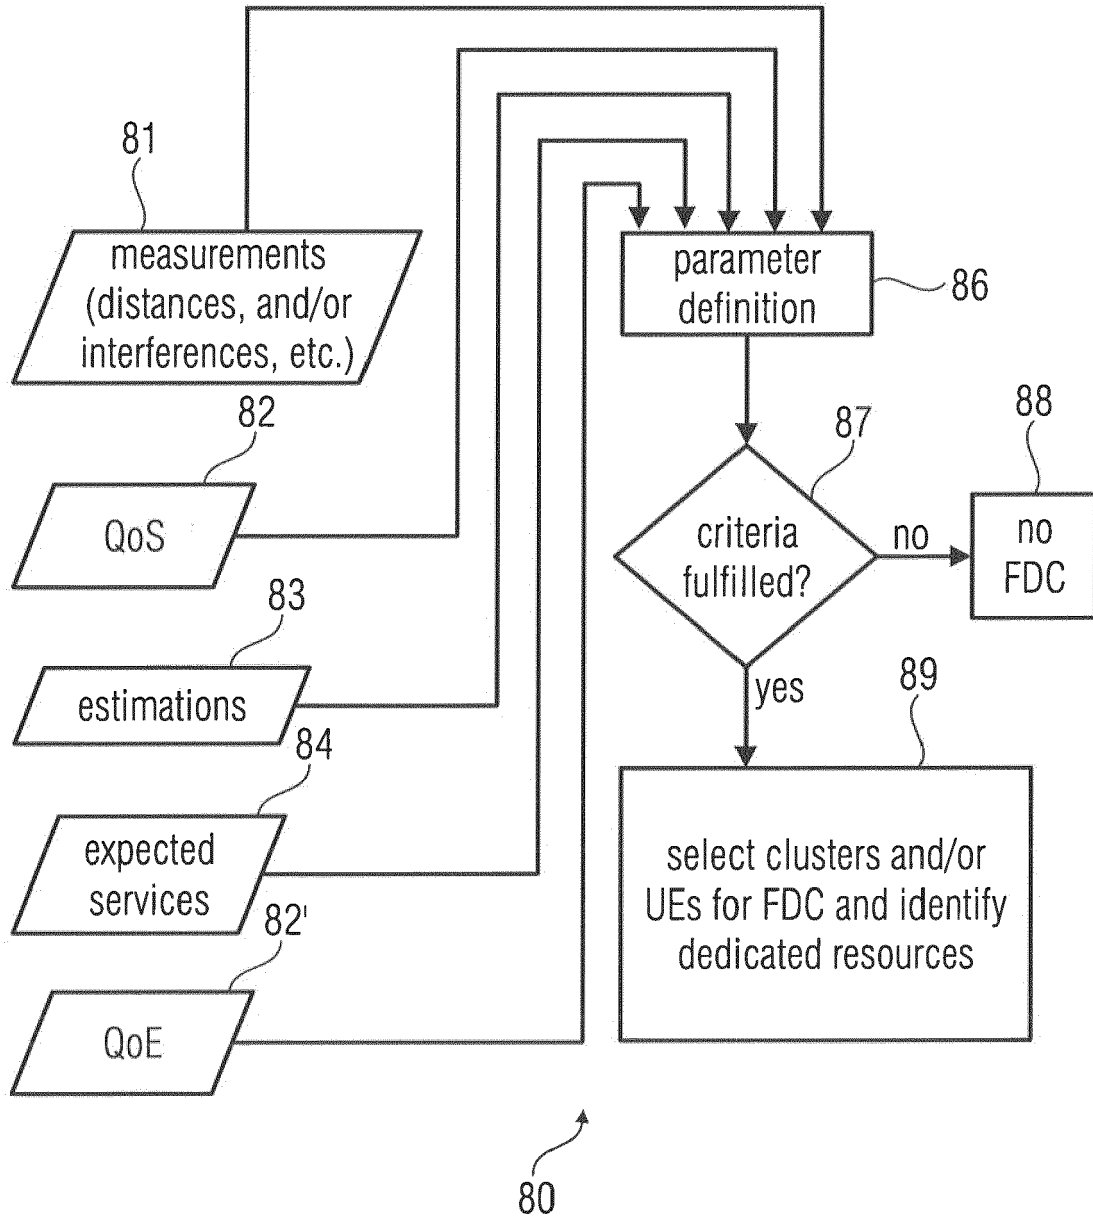 81
measurements
(distances, and/or
interferences, etc.)
82
QoS
83
estimations
84
expected
services
82'
QoE
parameter
definition
86
87
criteria
fulfilled?
no
88
no
FDC
yes
89
select clusters and/or
UEs for FDC and identify
dedicated resources
80